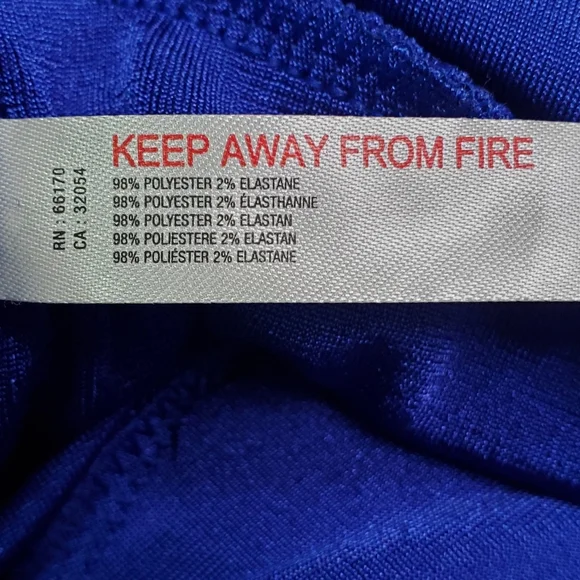 RN : 66170
CA : 32054
KEEP AWAY FROM FIRE
98% POLYESTER 2% ELASTANE
98% POLYESTER 2% ÉLASTHANNE
98% POLYESTER 2% ELASTAN
98% POLIESTERE 2% ELASTAN
98% POLIÉSTER 2% ELASTANE